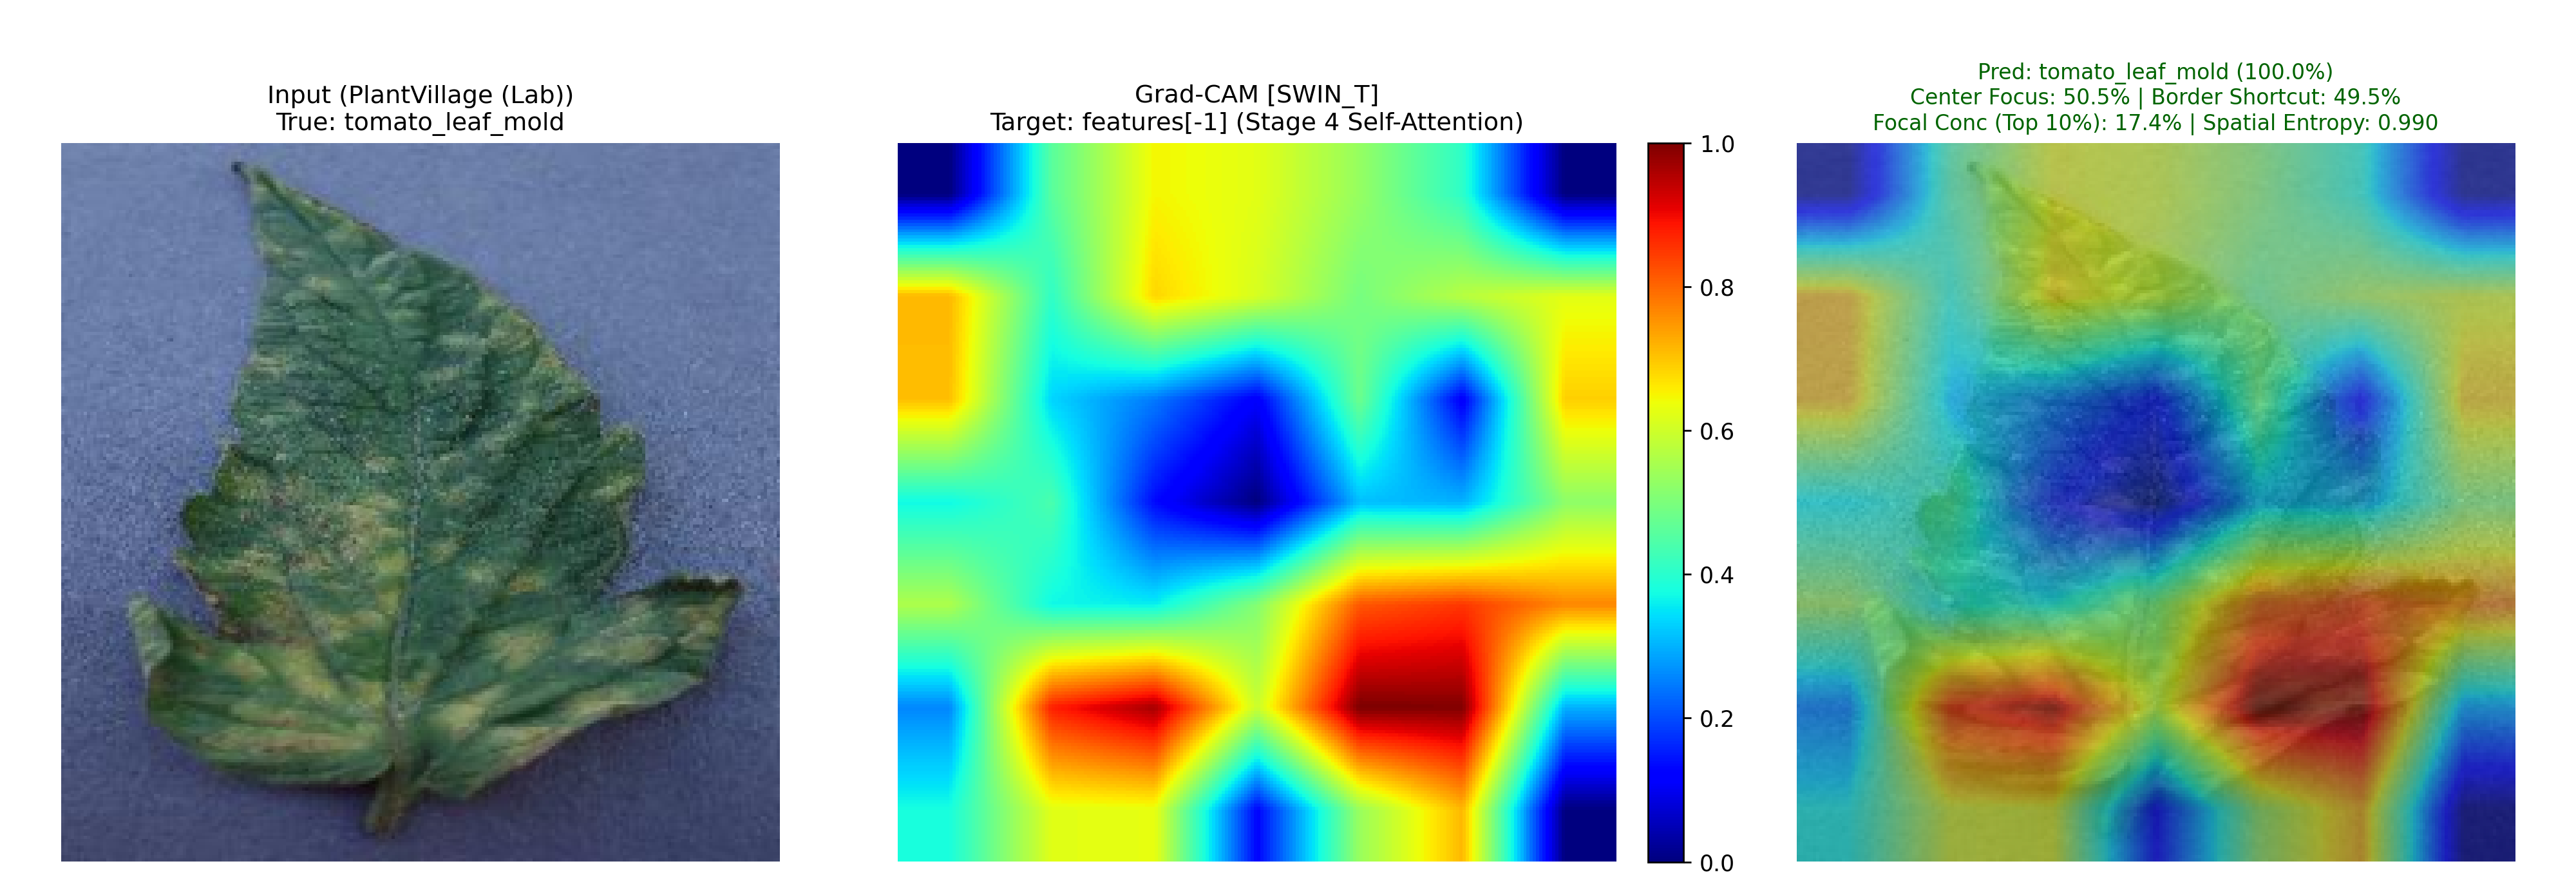 Input (PlantVillage (Lab))
True: tomato_leaf_mold
Grad-CAM [SWIN_T]
Target: features[-1] (Stage 4 Self-Attention)
1.0
0.8
0.6
0.4
0.2
0.0
Pred: tomato_leaf_mold (100.0%)
Center Focus: 50.5% | Border Shortcut: 49.5%
Focal Conc (Top 10%): 17.4% | Spatial Entropy: 0.990